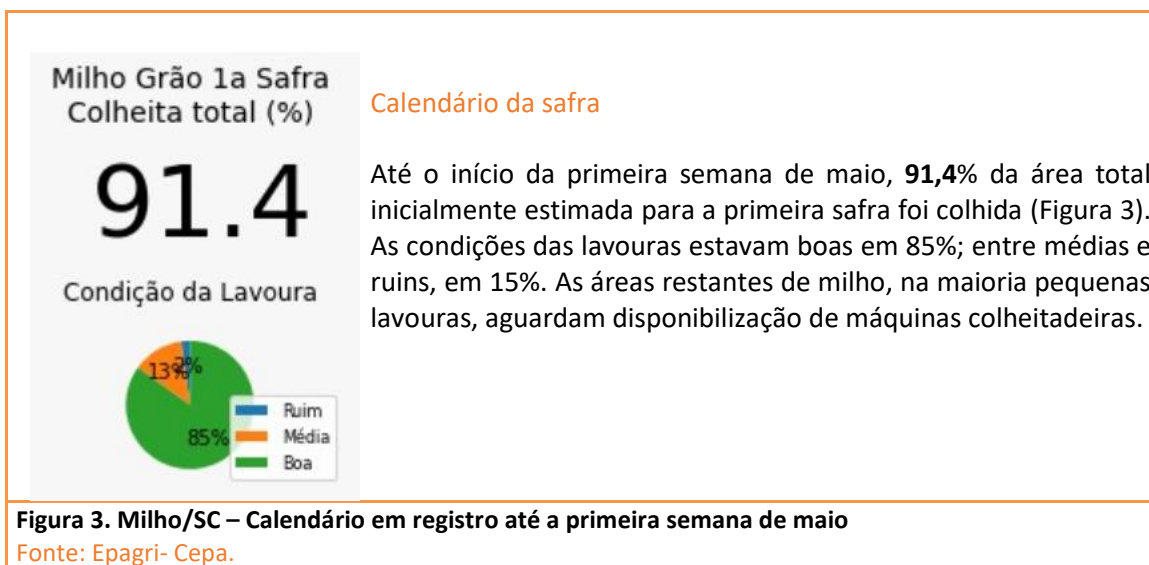 Milho Grão 1a Safra
Colheita total (%)
91.4
Condição da Lavoura
13%
2%
85%
Ruim
Média
Boa
Calendário da safra
Até o início da primeira semana de maio, 91,4% da área total
inicialmente estimada para a primeira safra foi colhida (Figura 3).
As condições das lavouras estavam boas em 85%; entre médias e
ruins, em 15%. As áreas restantes de milho, na maioria pequenas
lavouras, aguardam disponibilização de máquinas colheitadeiras.
Figura 3. Milho/SC – Calendário em registro até a primeira semana de maio
Fonte: Epagri- Cepa.